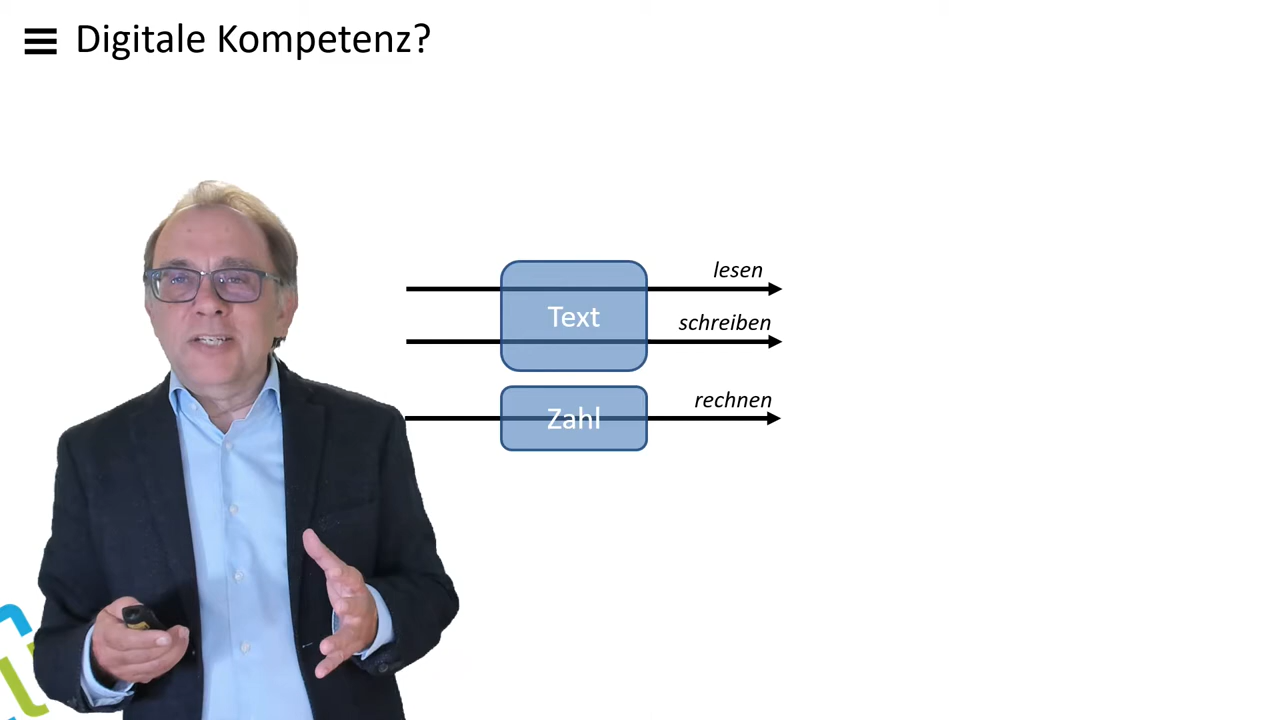 Digitale Kompetenz?
lesen
Text
schreiben
rechnen
Zahl